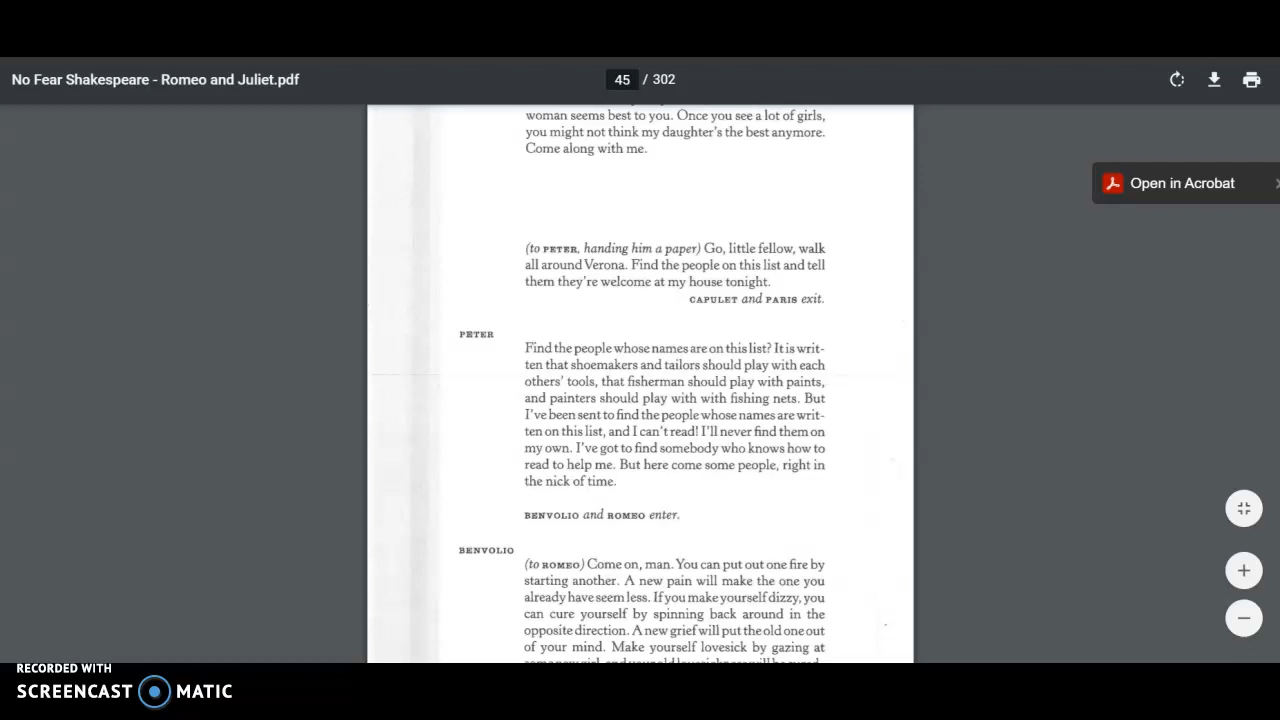 No Fear Shakespeare - Romeo and Juliet.pdf
45 / 302
woman seems best to you. Once you see a lot of girls,
you might not think my daughter's the best anymore.
Come along with me.
Open in Acrobat
(to PETER, handing him a paper) Go, little fellow, walk
all around Verona. Find the people on this list and tell
them they're welcome at my house tonight.
CAPULET and PARIS exit.
PETER
Find the people whose names are on this list? It is writ-
ten that shoemakers and tailors should play with each
others' tools, that fisherman should play with paints,
and painters should play with with fishing nets. But
I've been sent to find the people whose names are writ-
ten on this list, and I can't read! I'll never find them on
my own. I've got to find somebody who knows how to
read to help me. But here come some people, right in
the nick of time.
BENVOLIO and ROMEO enter.
BENVOLIO
(to ROMEO) Come on, man. You can put out one fire by
starting another. A new pain will make the one you
already have seem less. If you make yourself dizzy, you
can cure yourself by spinning back around in the
opposite direction. A new grief will put the old one out
of your mind. Make yourself lovesick by gazing at
RECORDED WITH
SCREENCAST MATIC